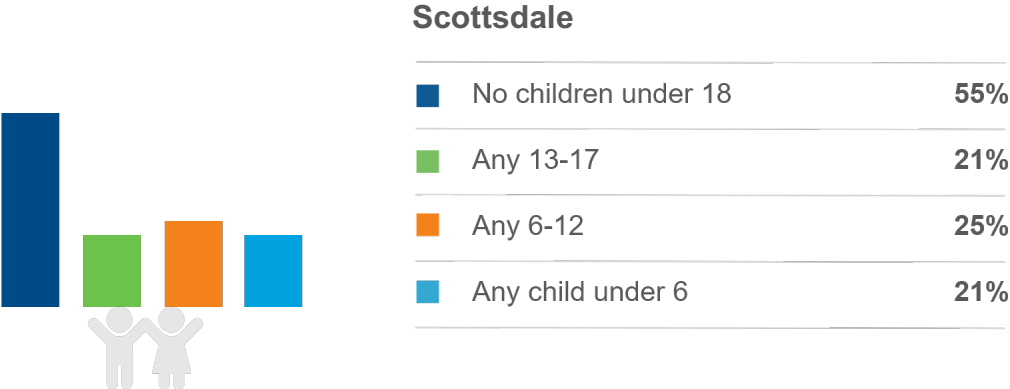 Scottsdale
No children under 18 55%
Any 13-17 21%
Any 6-12 25%
Any child under 6 21%